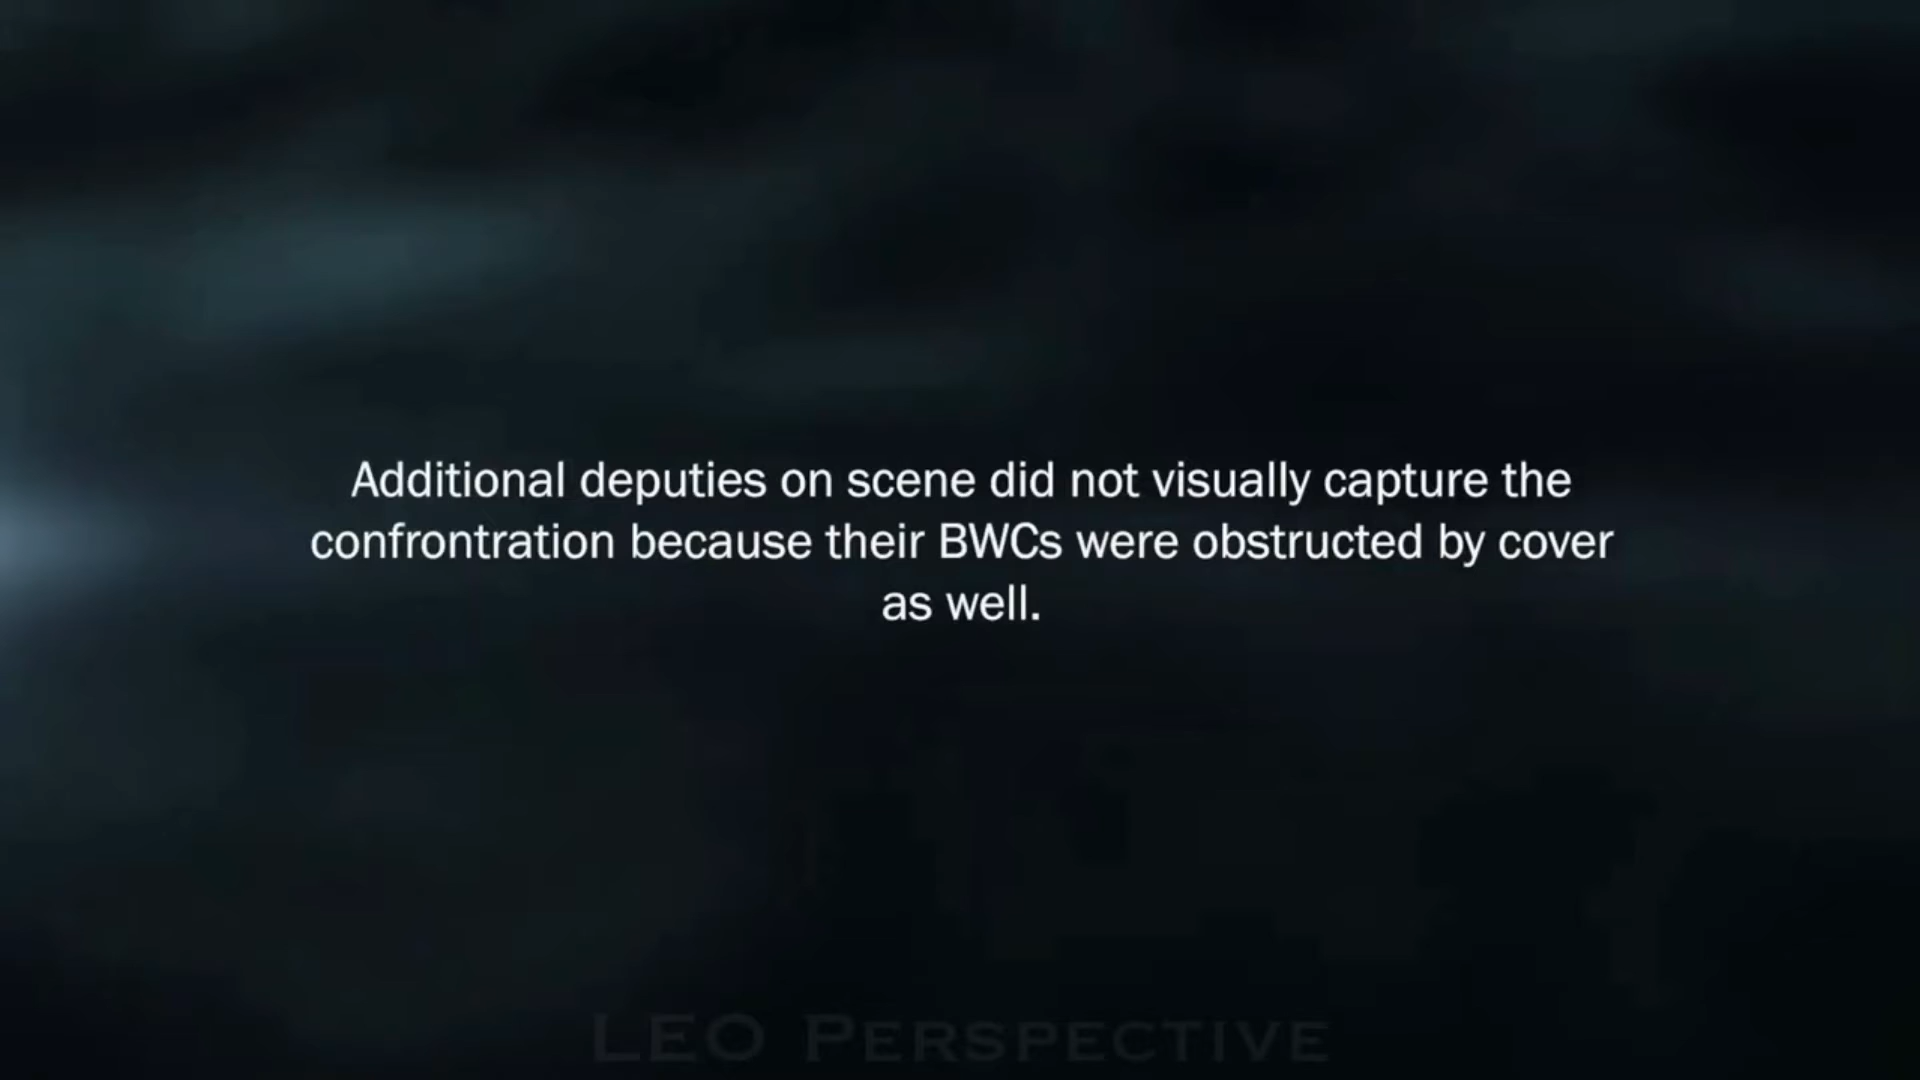 Additional deputies on scene did not visually capture the
confrontration because their BWCs were obstructed by cover
as well.
LEO PERSPECTIVE